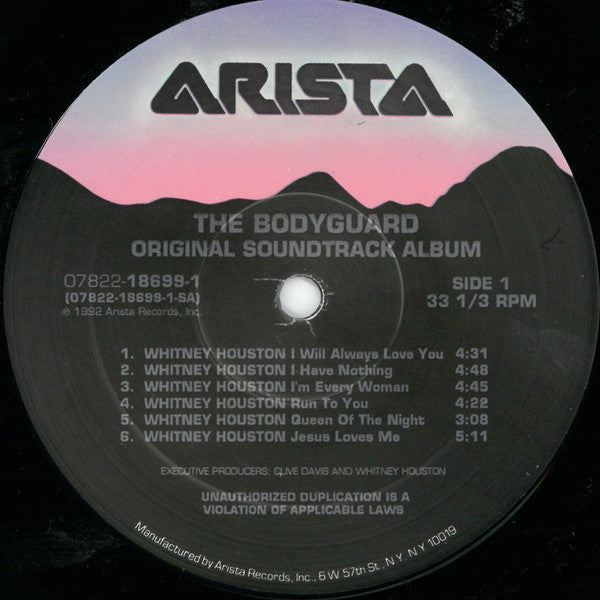 ARISTA
THE BODYGUARD
ORIGINAL SOUNDTRACK ALBUM
07822-18699-1
(07822-18699-1-SA)
℗ 1992 Arista Records, Inc.
SIDE 1
33 1/3 RPM
1. WHITNEY HOUSTON I Will Always Love You 4:31
2. WHITNEY HOUSTON I Have Nothing 4:48
3. WHITNEY HOUSTON I'm Every Woman 4:45
4. WHITNEY HOUSTON Run To You 4:22
5. WHITNEY HOUSTON Queen Of The Night 3:08
6. WHITNEY HOUSTON Jesus Loves Me 5:11
EXECUTIVE PRODUCERS: CLIVE DAVIS AND WHITNEY HOUSTON
UNAUTHORIZED DUPLICATION IS A
VIOLATION OF APPLICABLE LAWS
Manufactured by Arista Records, Inc., 6 W 57th St., N.Y. N.Y. 10019